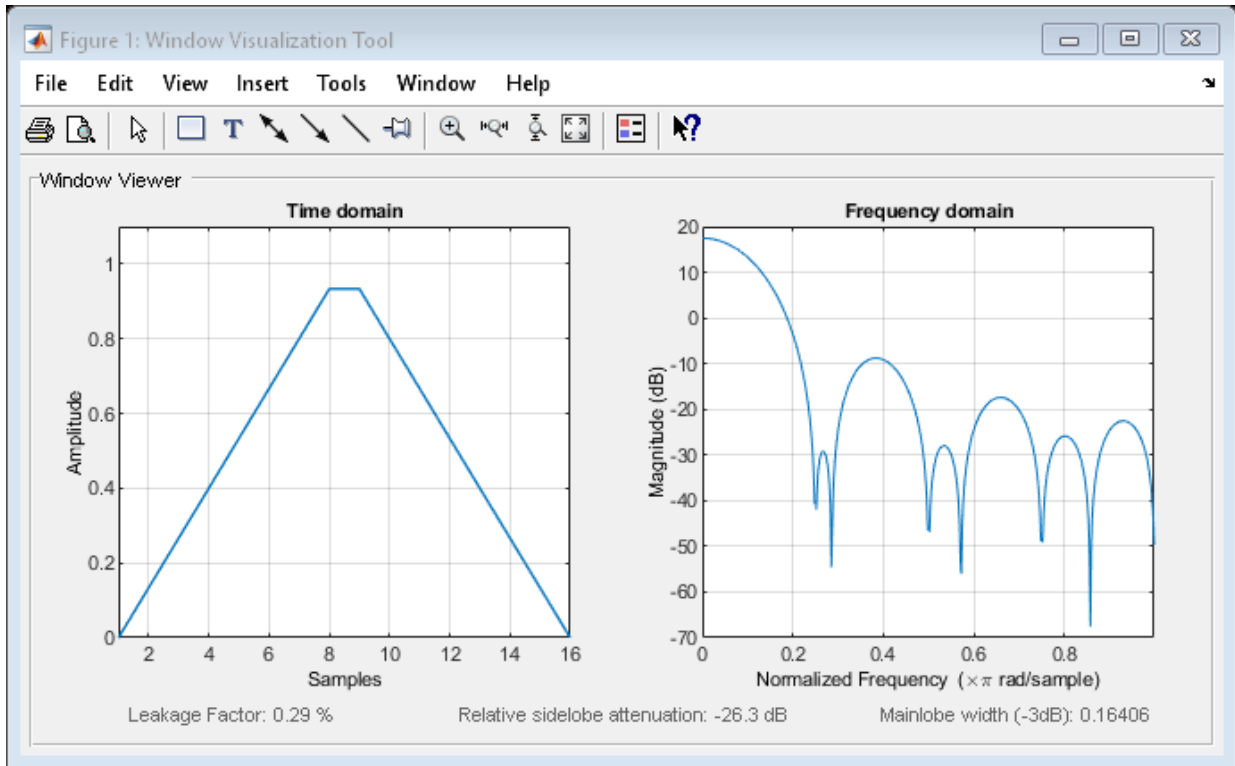 Figure 1: Window Visualization Tool
File Edit View Insert Tools Window Help
T
?
Window Viewer
Time domain
Amplitude
1
0.8
0.6
0.4
0.2
0
2 4 6 8 10 12 14 16
Samples
Frequency domain
Magnitude (dB)
20
10
0
-10
-20
-30
-40
-50
-60
-70
0 0.2 0.4 0.6 0.8
Normalized Frequency (×π rad/sample)
Leakage Factor: 0.29 %
Relative sidelobe attenuation: -26.3 dB
Mainlobe width (-3dB): 0.16406